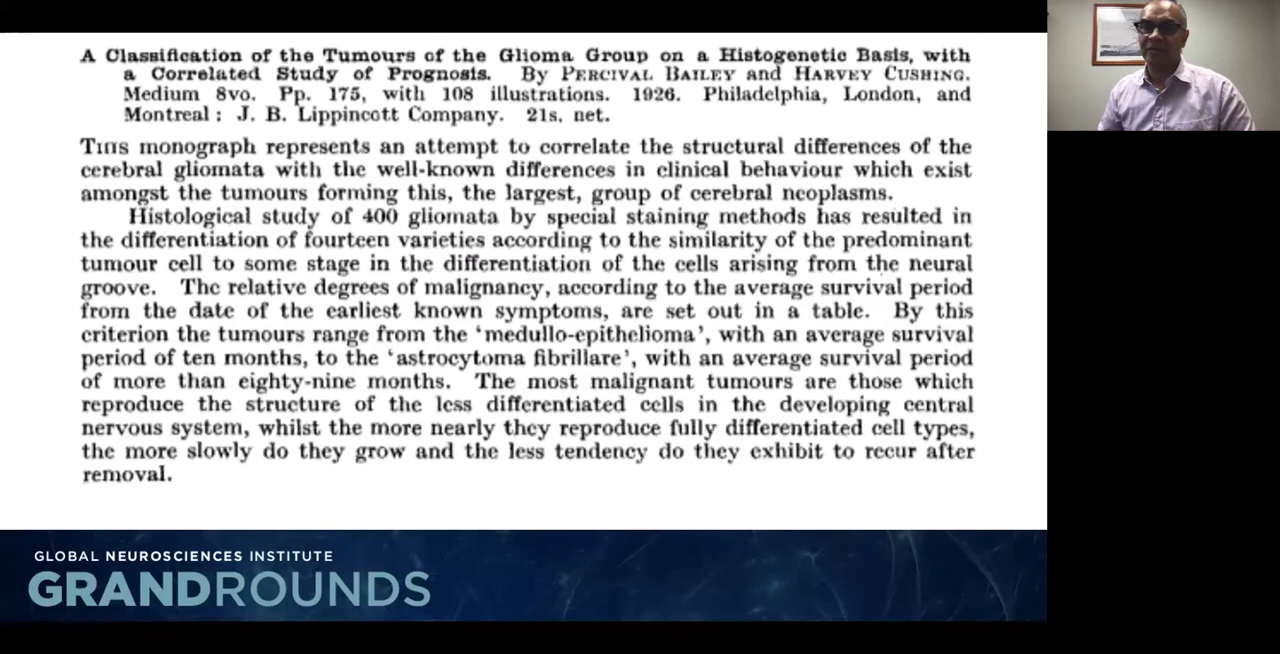 A Classification of the Tumours of the Glioma Group on a Histogenetic Basis, with
a Correlated Study of Prognosis. By PERCIVAL BAILEY and HARVEY CUSHING.
Medium 8vo. Pp. 175, with 108 illustrations. 1926. Philadelphia, London, and
Montreal : J. B. Lippincott Company. 21s. net.
THIS monograph represents an attempt to correlate the structural differences of the
cerebral gliomata with the well-known differences in clinical behaviour which exist
amongst the tumours forming this, the largest, group of cerebral neoplasms.
Histological study of 400 gliomata by special staining methods has resulted in
the differentiation of fourteen varieties according to the similarity of the predominant
tumour cell to some stage in the differentiation of the cells arising from the neural
groove. The relative degrees of malignancy, according to the average survival period
from the date of the earliest known symptoms, are set out in a table. By this
criterion the tumours range from the ‘medullo-epithelioma’, with an average survival
period of ten months, to the ‘astrocytoma fibrillare’, with an average survival period
of more than eighty-nine months. The most malignant tumours are those which
reproduce the structure of the less differentiated cells in the developing central
nervous system, whilst the more nearly they reproduce fully differentiated cell types,
the more slowly do they grow and the less tendency do they exhibit to recur after
removal.
GLOBAL NEUROSCIENCES INSTITUTE
GRANDROUNDS